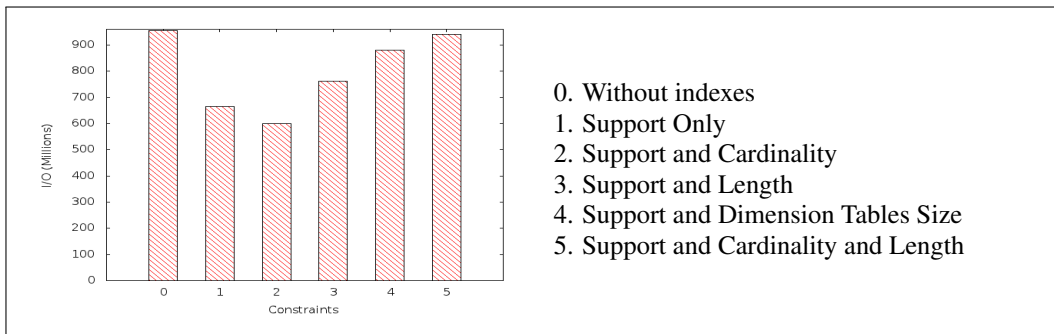 900
800
700
600
500
400
300
200
100
0
I/O (Millions)
0 1 2 3 4 5
Constraints
0. Without indexes
1. Support Only
2. Support and Cardinality
3. Support and Length
4. Support and Dimension Tables Size
5. Support and Cardinality and Length